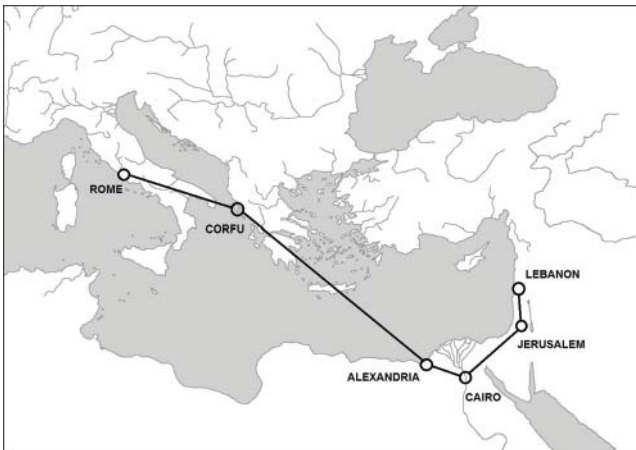 ROME
CORFU
LEBANON
JERUSALEM
ALEXANDRIA
CAIRO